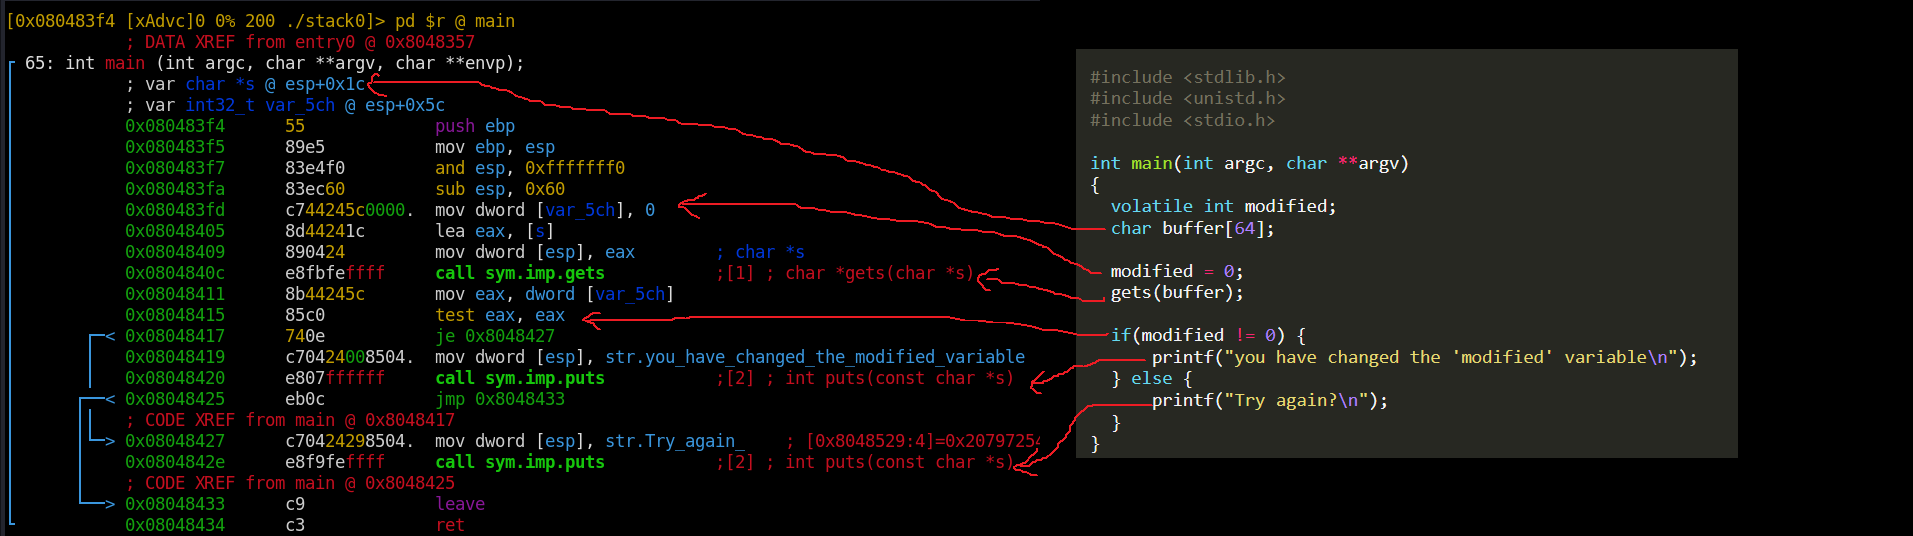 [0x080483f4 [xAdvc]0 0% 200 ./stack0]> pd $r @ main
; DATA XREF from entry0 @ 0x8048357
65: int main (int argc, char **argv, char **envp);
; var char *s @ esp+0x1c
; var int32_t var_5ch @ esp+0x5c
0x080483f4 55 push ebp
0x080483f5 89e5 mov ebp, esp
0x080483f7 83e4f0 and esp, 0xfffffff0
0x080483fa 83ec60 sub esp, 0x60
0x080483fd c744245c0000. mov dword [var_5ch], 0
0x08048405 8d44241c lea eax, [s]
0x08048409 890424 mov dword [esp], eax ; char *s
0x0804840c e8fbfeffff call sym.imp.gets ;[1] ; char *gets(char *s)
0x08048411 8b44245c mov eax, dword [var_5ch]
0x08048415 85c0 test eax, eax
< 0x08048417 740e je 0x8048427
0x08048419 c70424008504. mov dword [esp], str.you_have_changed_the_modified_variable
0x08048420 e807ffffff call sym.imp.puts ;[2] ; int puts(const char *s)
< 0x08048425 eb0c jmp 0x8048433
; CODE XREF from main @ 0x8048417
> 0x08048427 c70424298504. mov dword [esp], str.Try_again_ ; [0x8048529:4]=0x20797254
0x0804842e e8f9feffff call sym.imp.puts ;[2] ; int puts(const char *s)
; CODE XREF from main @ 0x8048425
> 0x08048433 c9 leave
0x08048434 c3 ret
#include <stdlib.h>
#include <unistd.h>
#include <stdio.h>
int main(int argc, char **argv)
{
volatile int modified;
char buffer[64];
modified = 0;
gets(buffer);
if(modified != 0) {
printf("you have changed the 'modified' variable\n");
} else {
printf("Try again?\n");
}
}